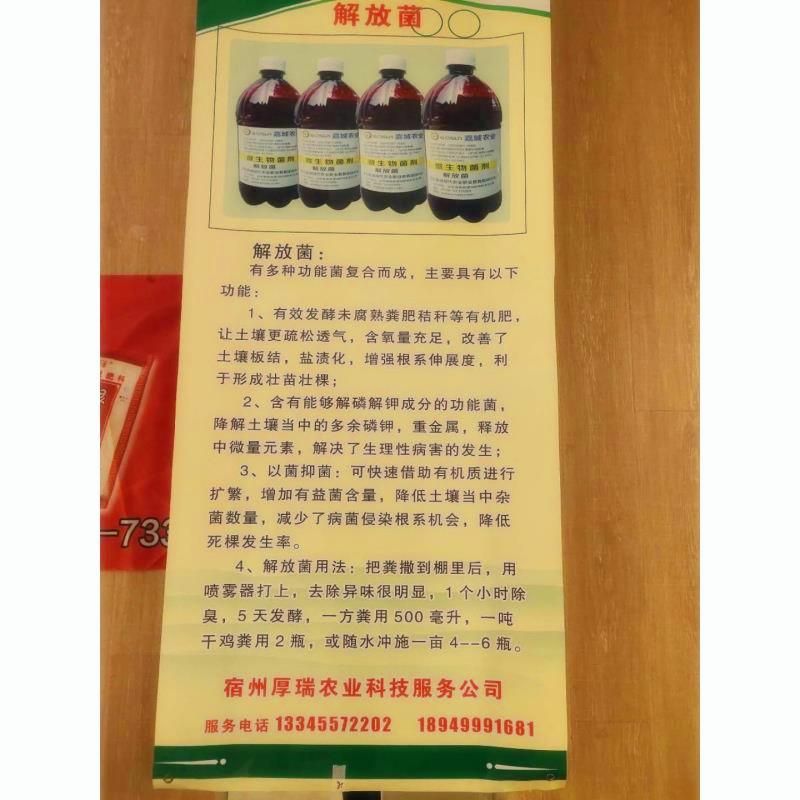 解放菌
嘉城农业
微生物菌剂
解放菌
解放菌：
有多种功能菌复合而成，主要具有以下
功能：
1、有效发酵未腐熟粪肥秸秆等有机肥，
让土壤更疏松透气，含氧量充足，改善了
土壤板结，盐渍化，增强根系伸展度，利
于形成壮苗壮棵；
2、含有能够解磷解钾成分的功能菌，
降解土壤当中的多余磷钾，重金属，释放
中微量元素，解决了生理性病害的发生；
3、以菌抑菌：可快速借助有机质进行
扩繁，增加有益菌含量，降低土壤当中杂
菌数量，减少了病菌侵染根系机会，降低
死棵发生率。
4、解放菌用法：把粪撒到棚里后，用
喷雾器打上，去除异味很明显，1个小时除
臭，5天发酵，一方粪用500毫升，一吨
干鸡粪用2瓶，或随水冲施一亩4--6瓶。
宿州厚瑞农业科技服务公司
服务电话 13345572202 18949991681
-733